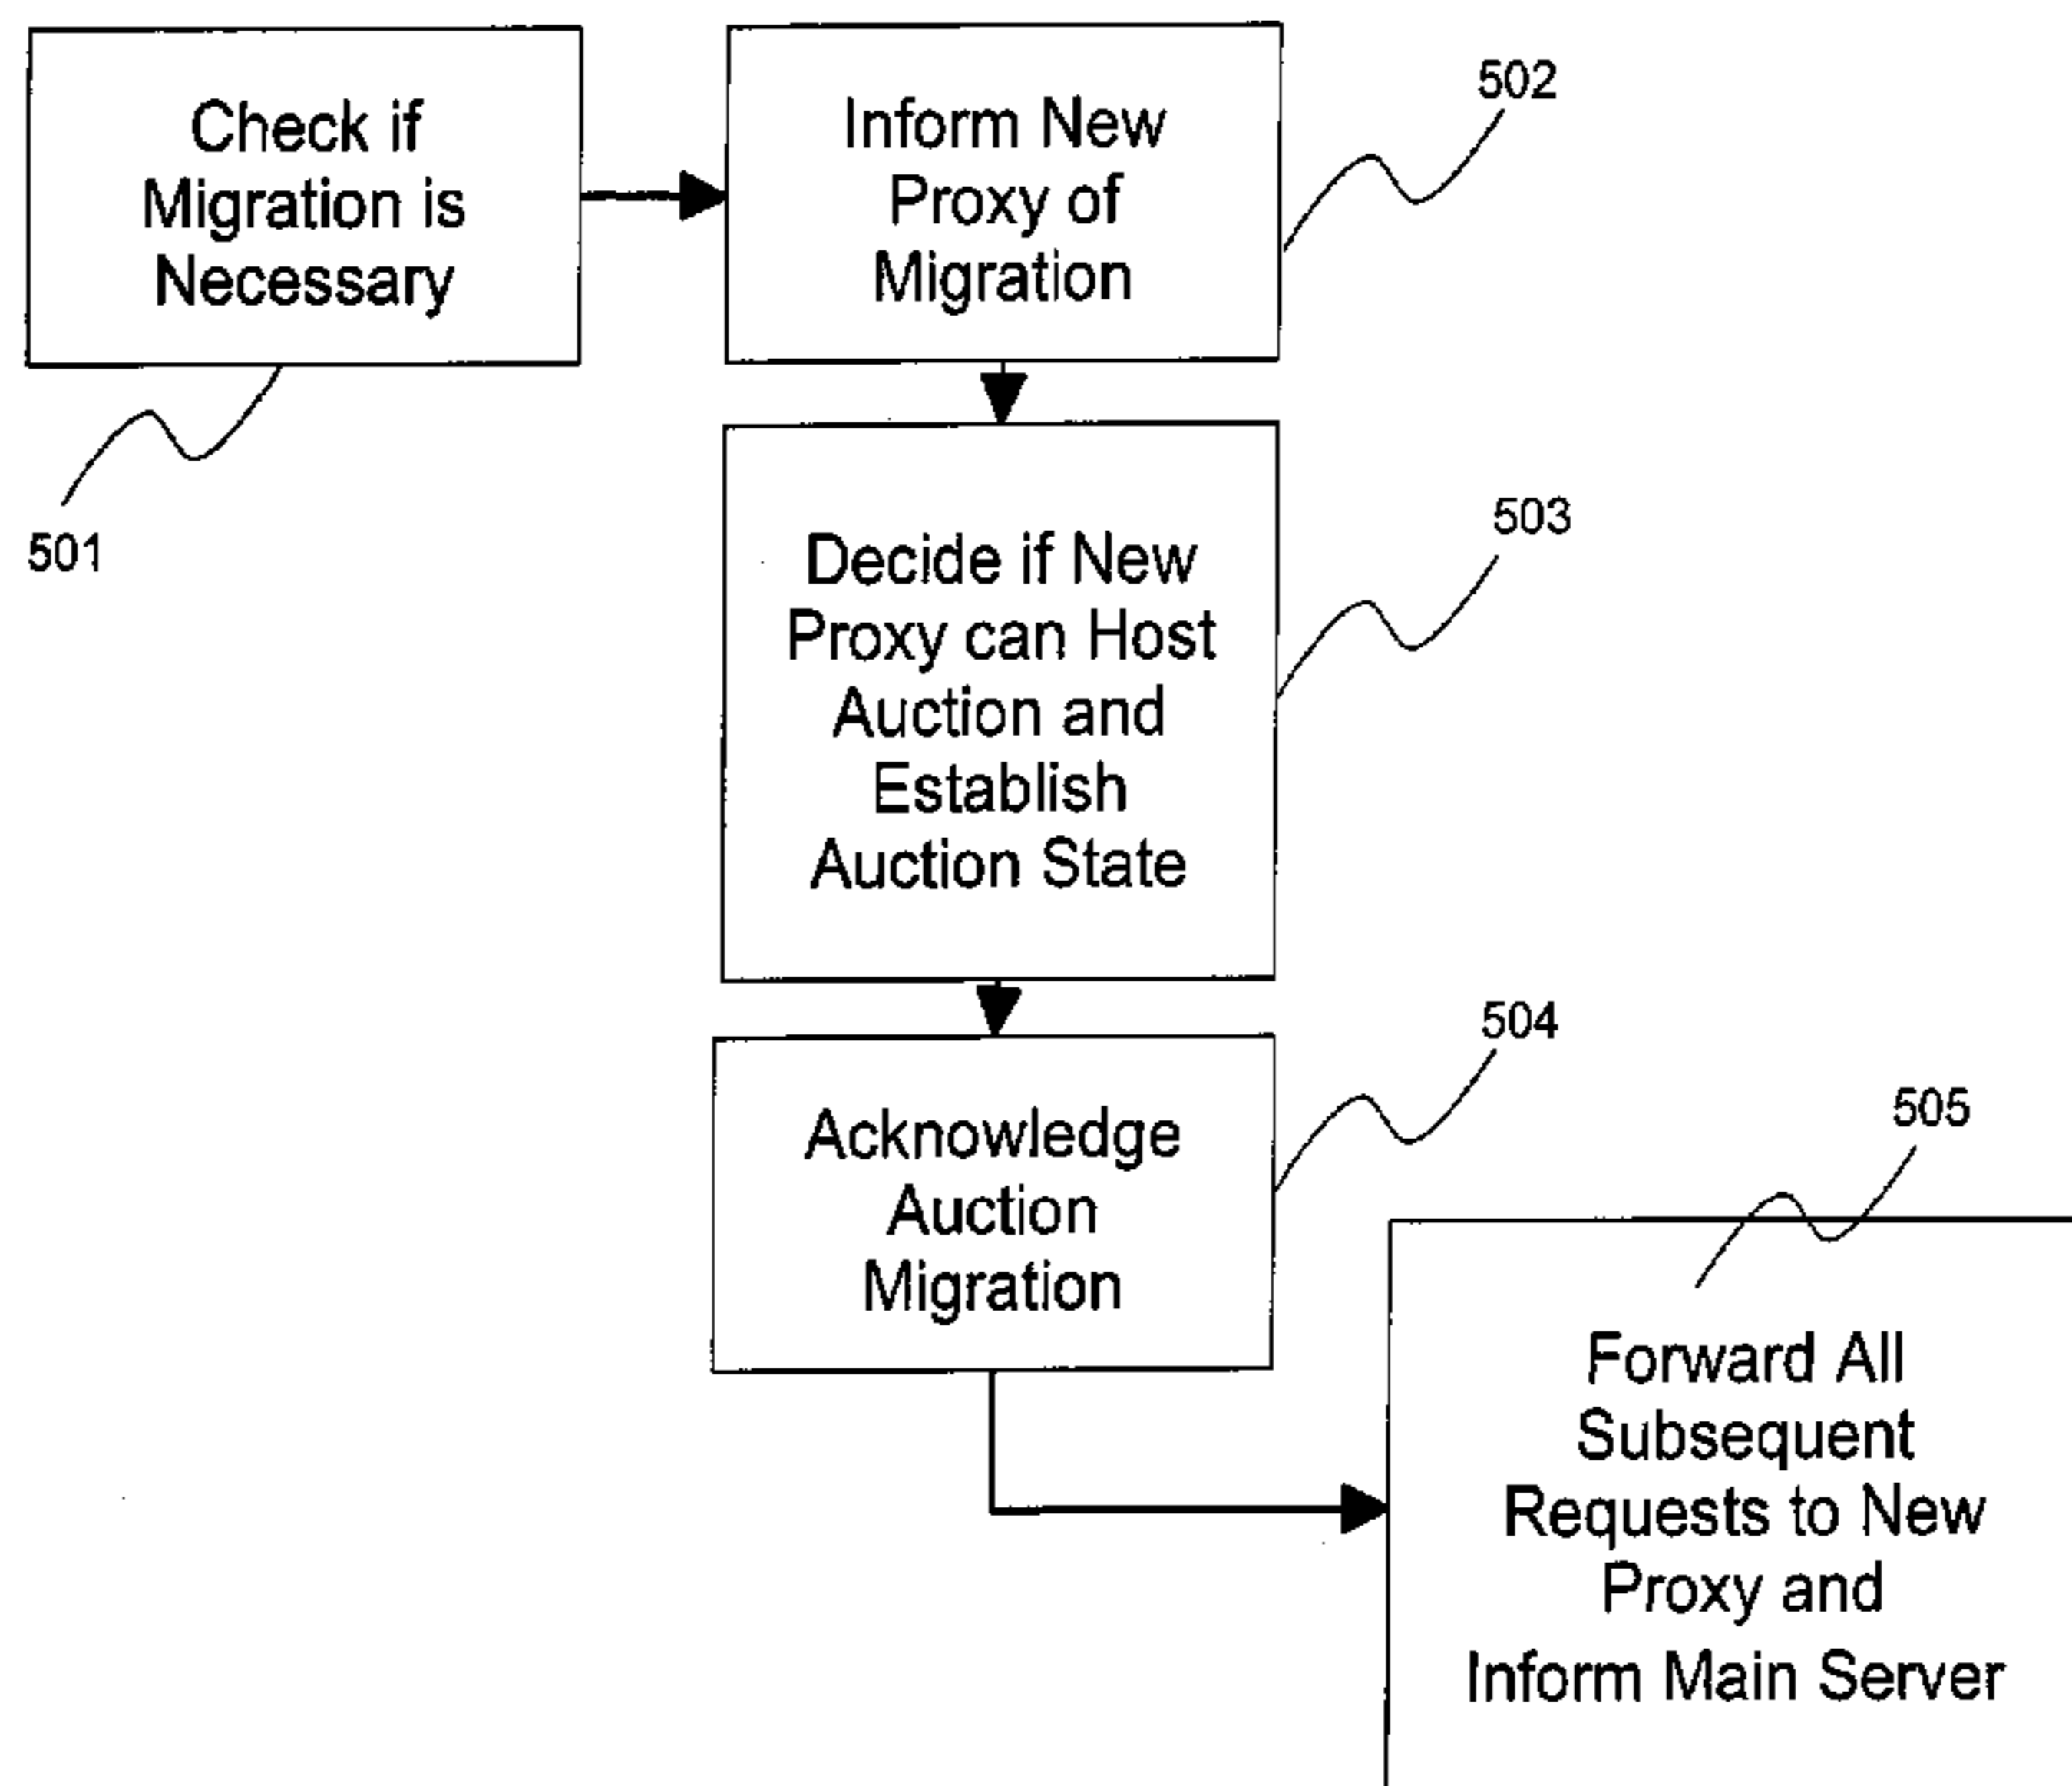 Check if
Migration is
Necessary
501
Inform New
Proxy of
Migration
502
Decide if New
Proxy can Host
Auction and
Establish
Auction State
503
Acknowledge
Auction
Migration
504
505
Forward All
Subsequent
Requests to New
Proxy and
Inform Main Server